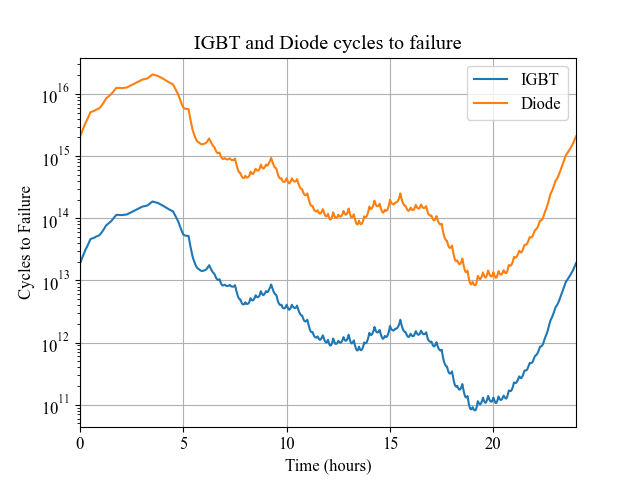 IGBT and Diode cycles to failure
IGBT
Diode
Cycles to Failure
10^16
10^15
10^14
10^13
10^12
10^11
0 5 10 15 20
Time (hours)